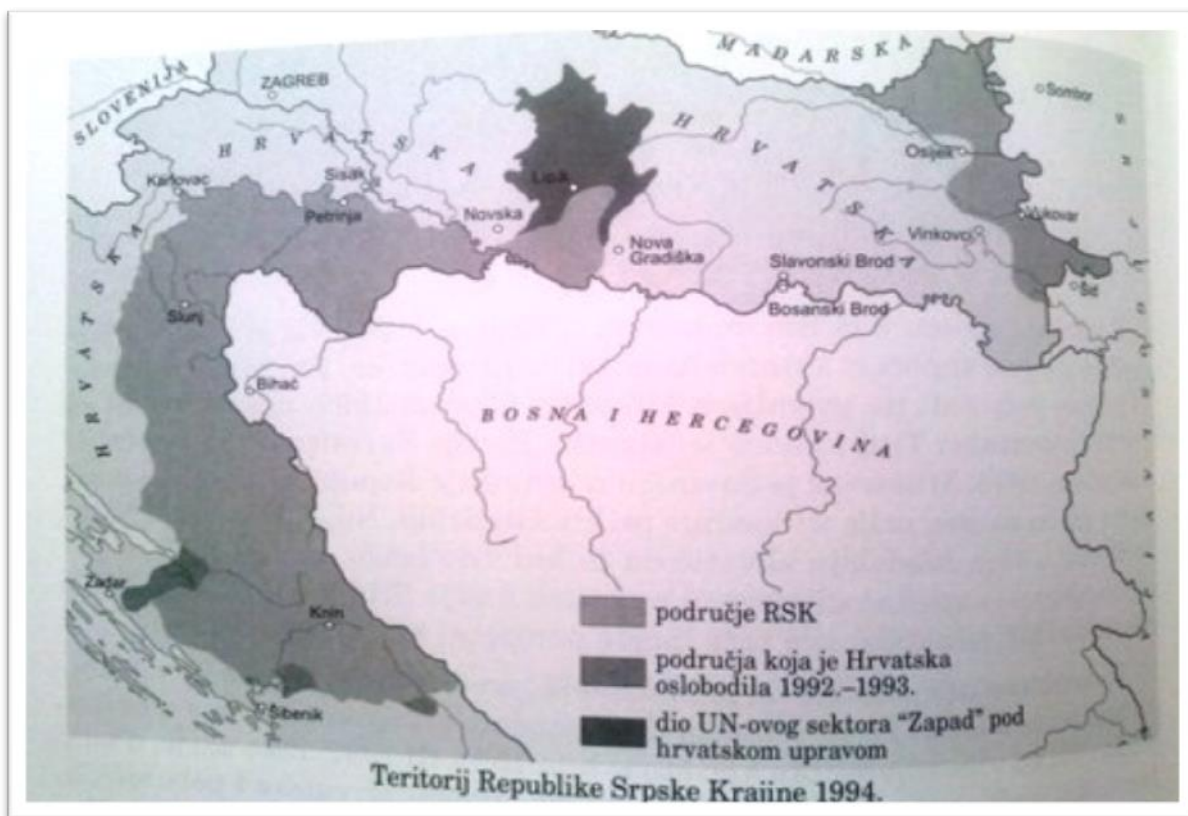 MAĐARSKA
SLOVENIJA
ZAGREB
Sombor
HRVATSKA
HRVATSKA
Osijek
Karlovac
Sisak
Lipik
Petrinja
Novska
Vukovar
Vinkovci
Nova
Gradiška
Slavonski Brod
Šid
Bosanski Brod
Slunj
HRVATSKA
Bihać
BOSNA I HERCEGOVINA
Zadar
Knin
Šibenik
područje RSK
područja koja je Hrvatska
oslobodila 1992.–1993.
dio UN-ovog sektora "Zapad" pod
hrvatskom upravom
Teritorij Republike Srpske Krajine 1994.